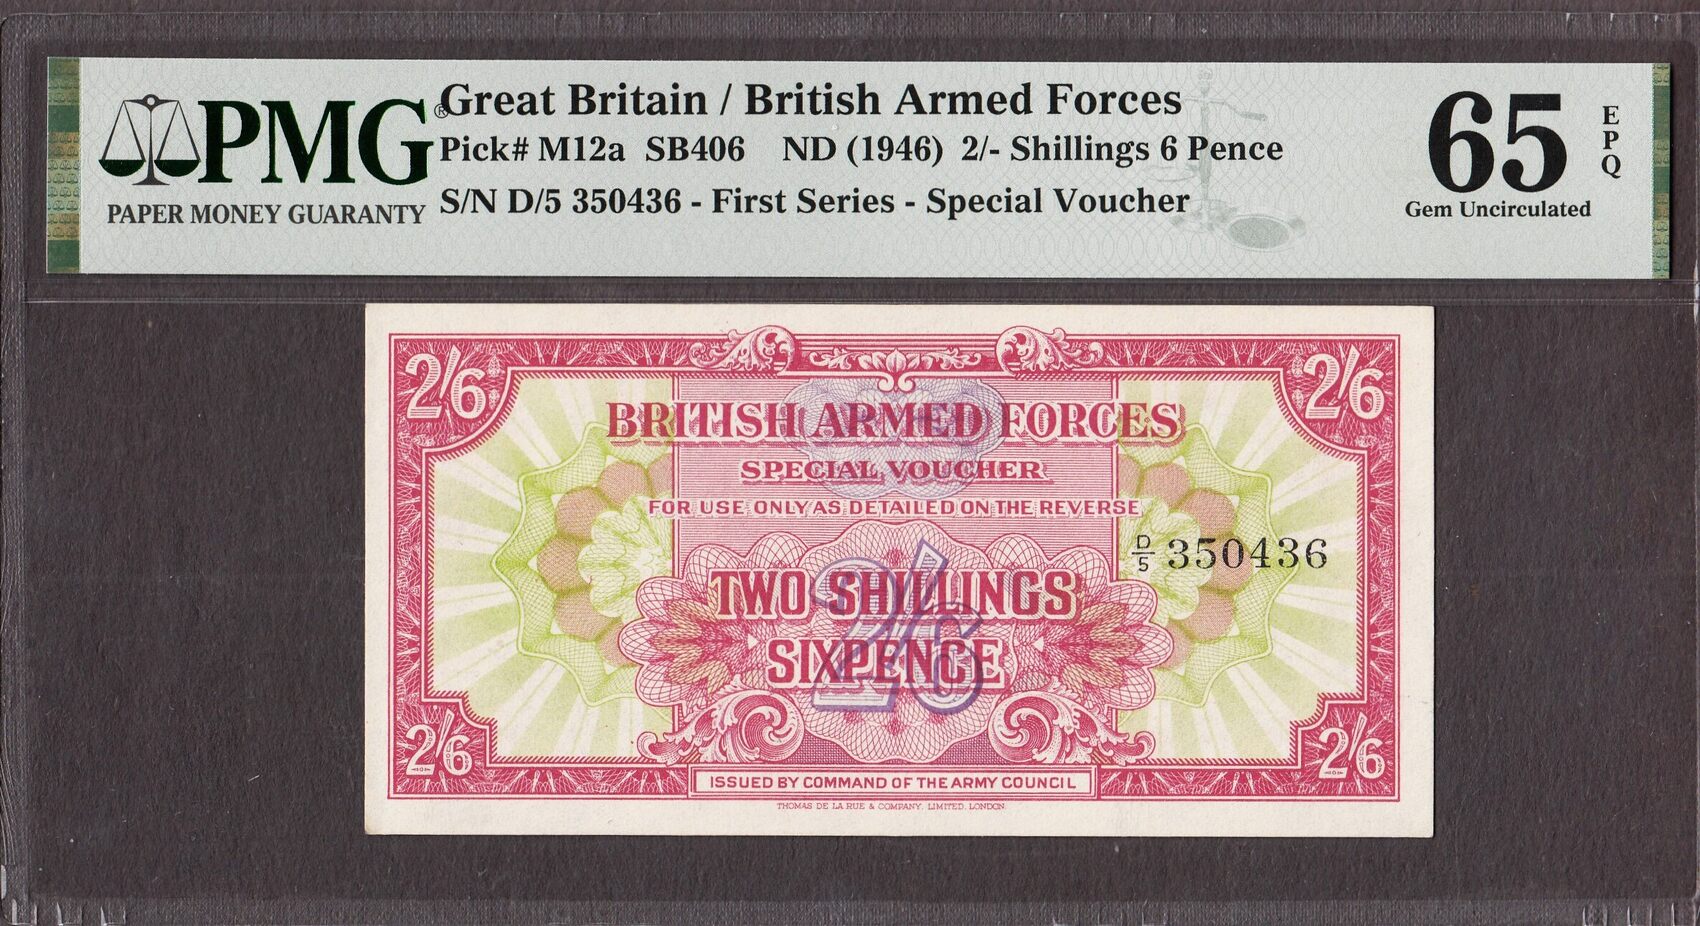 PMG®
PAPER MONEY GUARANTY
Great Britain / British Armed Forces
Pick# M12a SB406 ND (1946) 2/- Shillings 6 Pence
S/N D/5 350436 - First Series - Special Voucher
65
EPQ
Gem Uncirculated
2/6 2/6
BRITISH ARMED FORCES
SPECIAL VOUCHER
FOR USE ONLY AS DETAILED ON THE REVERSE
D/5 350436
TWO SHILLINGS
SIXPENCE
2/6
2/6 2/6
ISSUED BY COMMAND OF THE ARMY COUNCIL
THOMAS DE LA RUE & COMPANY, LIMITED, LONDON.